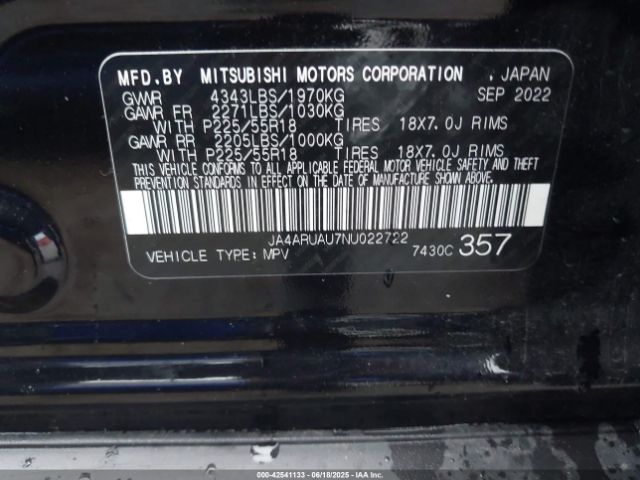 MFD.BY MITSUBISHI MOTORS CORPORATION , JAPAN
GVWR 4343LBS/1970KG SEP 2022
GAWR FR 2271LBS/1030KG
WITH P225/55R18 TIRES 18X7.0J RIMS
GAWR RR 2205LBS/1000KG
WITH P225/55R18 TIRES 18X7.0J RIMS
THIS VEHICLE CONFORMS TO ALL APPLICABLE FEDERAL MOTOR VEHICLE SAFETY AND THEFT
PREVENTION STANDARDS IN EFFECT ON THE DATE OF MANUFACTURE SHOWN ABOVE.
JA4ARUAU7NU022722
VEHICLE TYPE: MPV 7430C 357
000-42541133 - 06/18/2025 - IAAI.COM - COPART